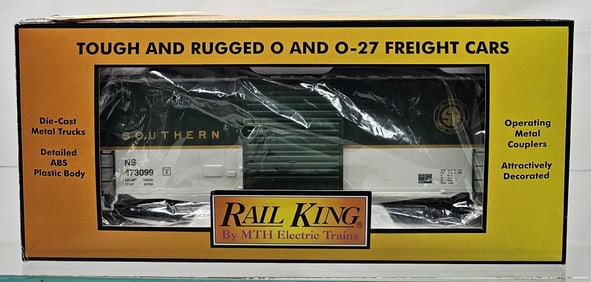 TOUGH AND RUGGED O AND O-27 FREIGHT CARS
Die-Cast
Metal Trucks
Detailed
ABS
Plastic Body
SOUTHERN
NS
473099
Operating
Metal
Couplers
Attractively
Decorated
RAIL KING®
By MTH Electric Trains